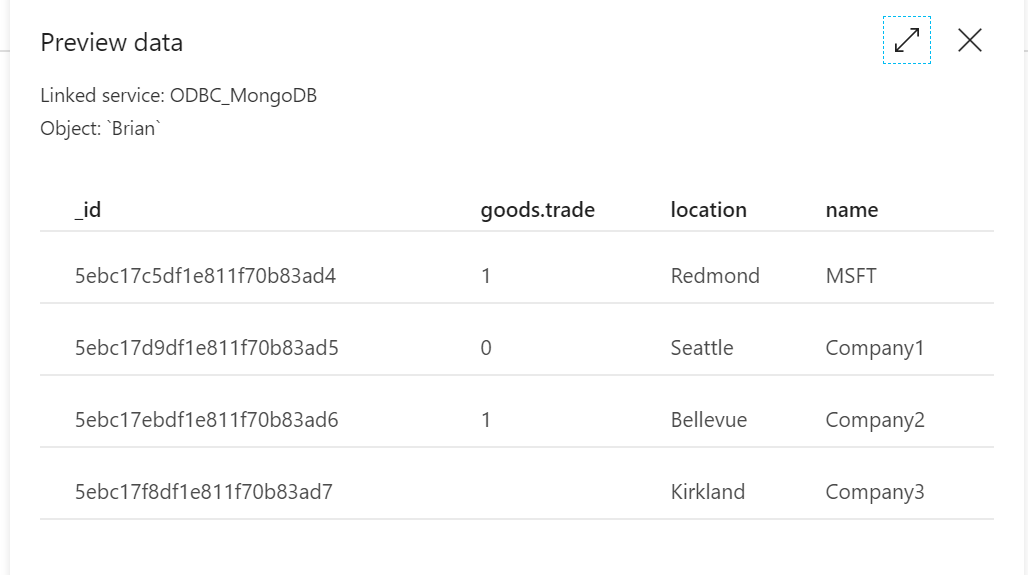 Preview data
Linked service: ODBC_MongoDB
Object: `Brian`
_id goods.trade location name
5ebc17c5df1e811f70b83ad4 1 Redmond MSFT
5ebc17d9df1e811f70b83ad5 0 Seattle Company1
5ebc17ebdf1e811f70b83ad6 1 Bellevue Company2
5ebc17f8df1e811f70b83ad7 Kirkland Company3